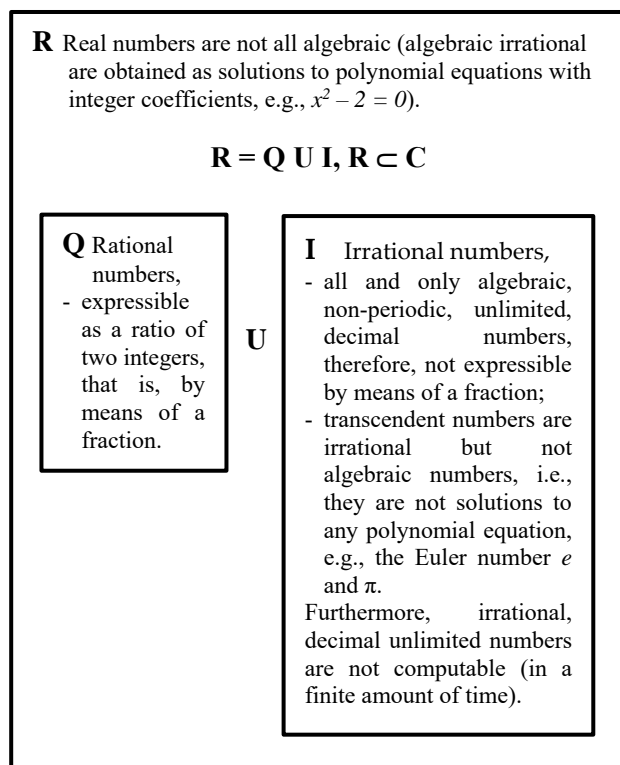 R Real numbers are not all algebraic (algebraic irrational
are obtained as solutions to polynomial equations with
integer coefficients, e.g., x² – 2 = 0).
R = Q U I, R ⊂ C
Q Rational
numbers,
- expressible
as a ratio of
two integers,
that is, by
means of a
fraction.
U
I Irrational numbers,
- all and only algebraic,
non-periodic, unlimited,
decimal numbers,
therefore, not expressible
by means of a fraction;
- transcendent numbers are
irrational but not
algebraic numbers, i.e.,
they are not solutions to
any polynomial equation,
e.g., the Euler number e
and π.
Furthermore, irrational,
decimal unlimited numbers
are not computable (in a
finite amount of time).